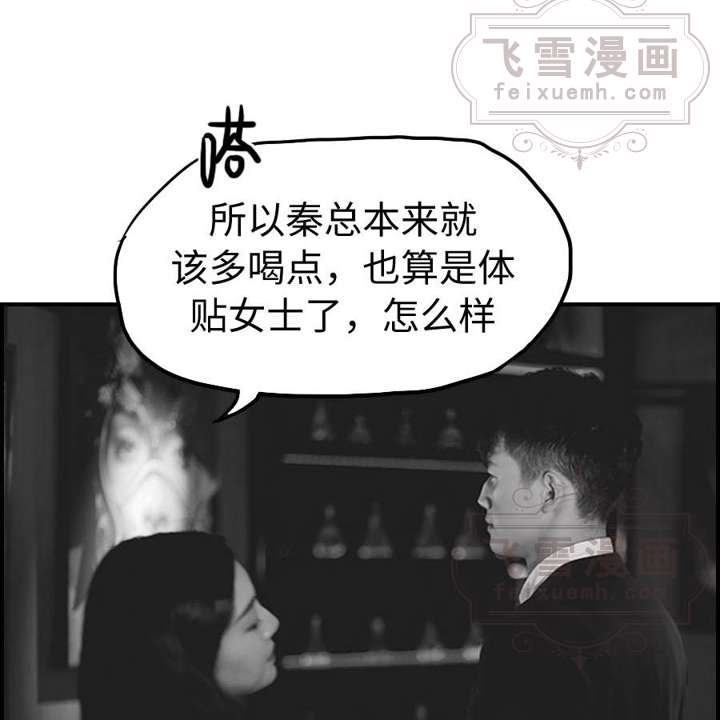 飞雪漫画
feixuemh.com
嗒
所以秦总本来就
该多喝点，也算是体
贴女士了，怎么样
飞雪漫画
feixuemh.com